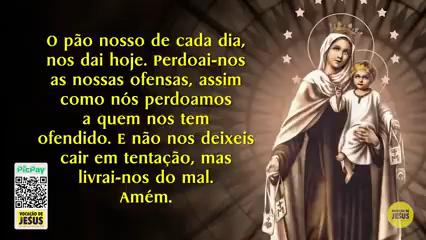 O pão nosso de cada dia,
nos dai hoje. Perdoai-nos
as nossas ofensas, assim
como nós perdoamos
a quem nos tem
ofendido. E não nos deixeis
cair em tentação, mas
livrai-nos do mal.
Amém.
PicPay
VOCAÇÃO DE
JESUS
VOCAÇÃO DE
JESUS